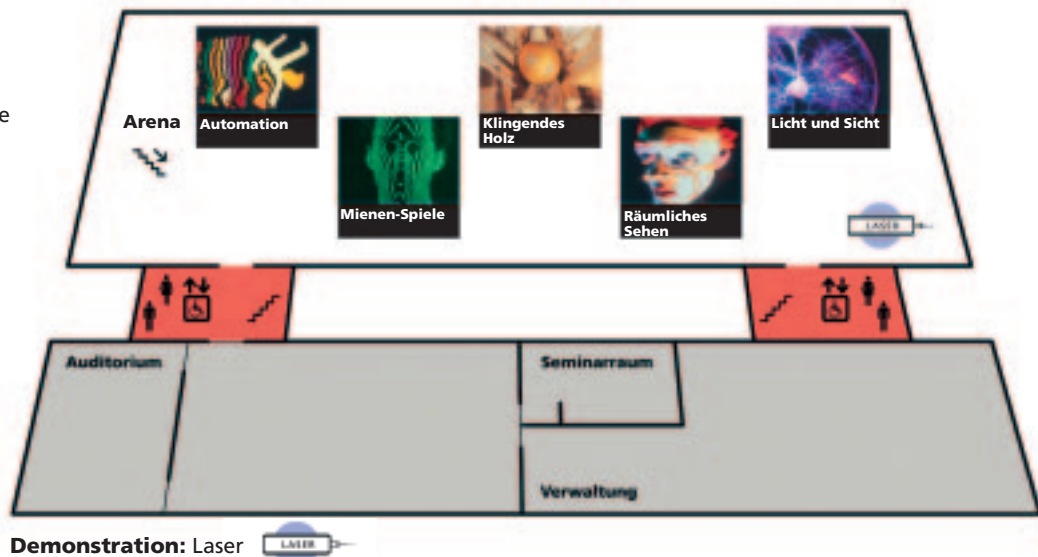 e
Arena
Automation
Klingendes
Holz
Licht und Sicht
Mienen-Spiele
Räumliches
Sehen
LASER
Auditorium
Seminarraum
Verwaltung
Demonstration: Laser
LASER